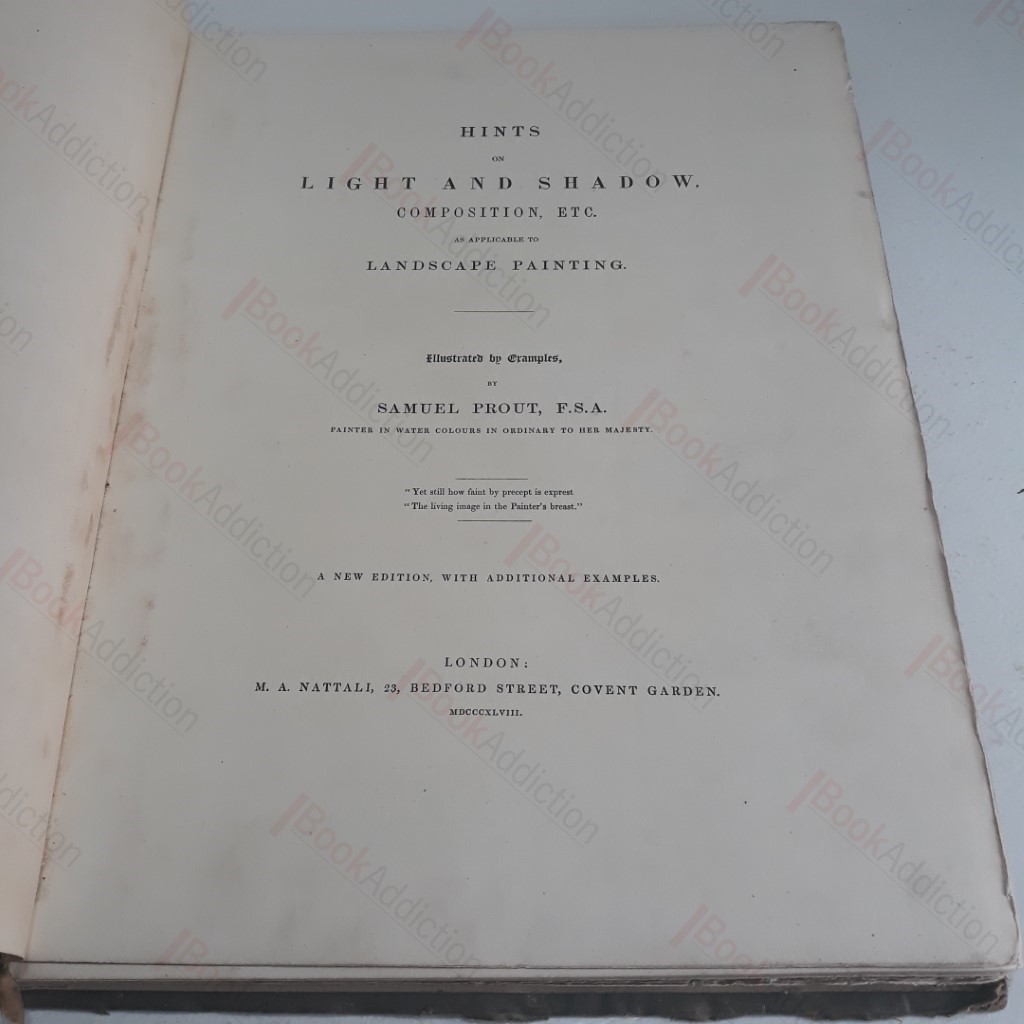 HINTS
ON
LIGHT AND SHADOW.
COMPOSITION, ETC.
AS APPLICABLE TO
LANDSCAPE PAINTING.
Illustrated by Examples,
BY
SAMUEL PROUT, F.S.A.
PAINTER IN WATER COLOURS IN ORDINARY TO HER MAJESTY.
“Yet still how faint by precept is exprest
“The living image in the Painter's breast.”
A NEW EDITION, WITH ADDITIONAL EXAMPLES.
LONDON:
M. A. NATTALI, 23, BEDFORD STREET, COVENT GARDEN.
MDCCCXLVIII.
BookAddiction